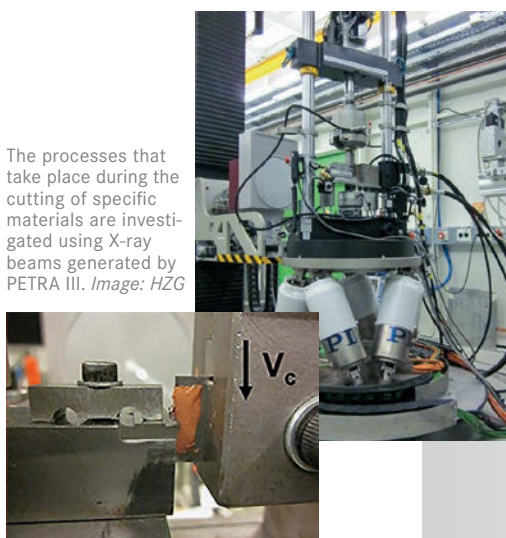 The processes that
take place during the
cutting of specific
materials are investi-
gated using X-ray
beams generated by
PETRA III. Image: HZG
PI
P
Vc